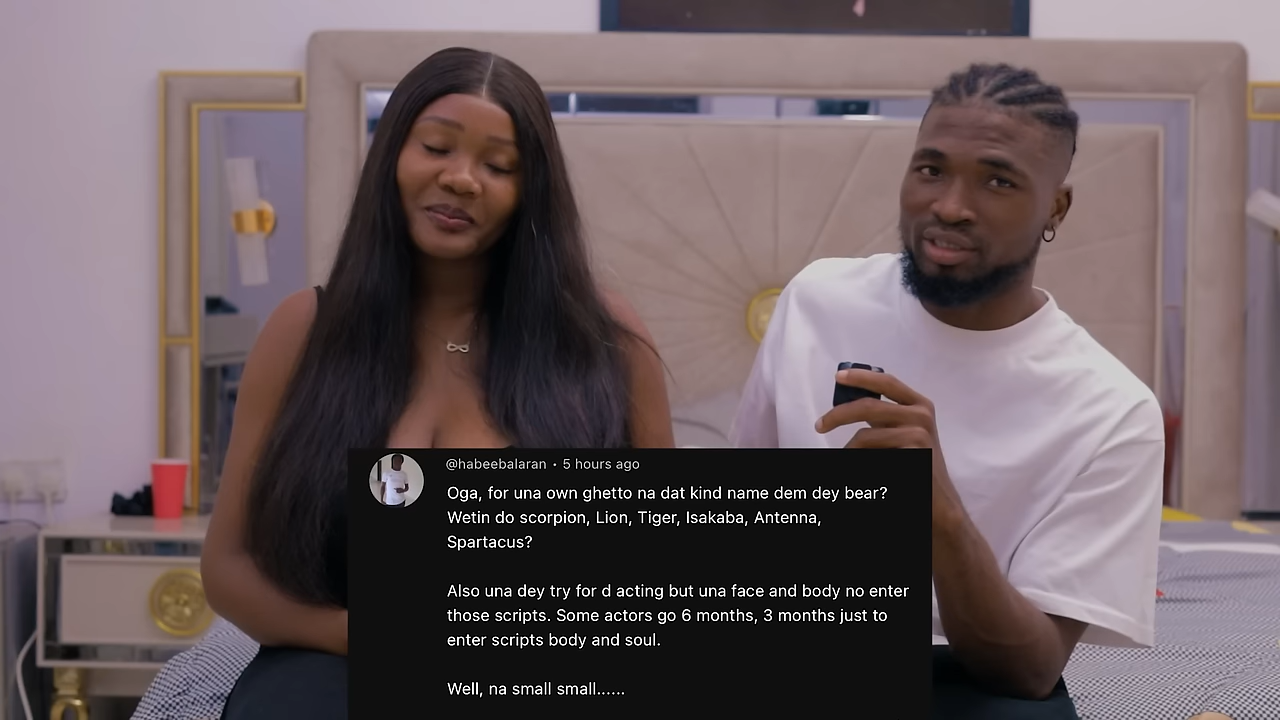 @habeebalaran • 5 hours ago
Oga, for una own ghetto na dat kind name dem dey bear?
Wetin do scorpion, Lion, Tiger, Isakaba, Antenna,
Spartacus?
Also una dey try for d acting but una face and body no enter
those scripts. Some actors go 6 months, 3 months just to
enter scripts body and soul.
Well, na small small......